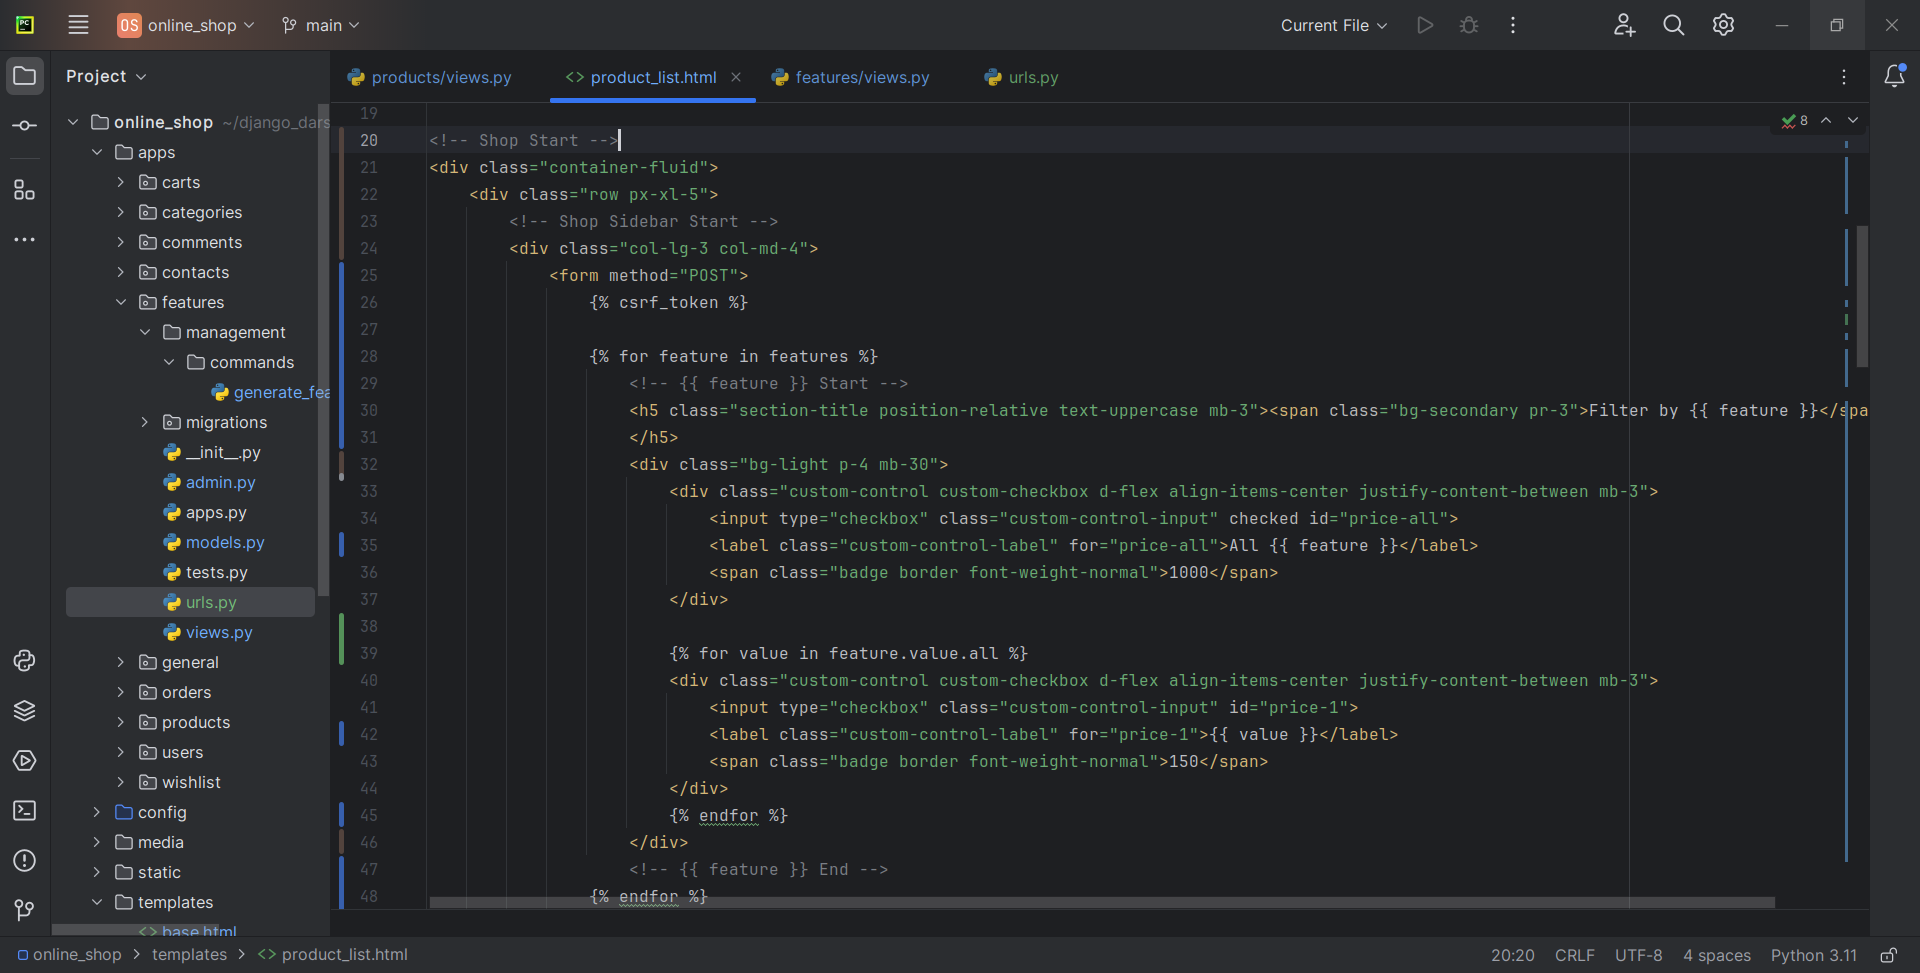 OS online_shop main Current File
Project
products/views.py product_list.html features/views.py urls.py
online_shop ~/django_dars
apps
carts
categories
comments
contacts
features
management
commands
generate_fea
migrations
__init__.py
admin.py
apps.py
models.py
tests.py
urls.py
views.py
general
orders
products
users
wishlist
config
media
static
templates
base.html
8
19
20 <!-- Shop Start -->
21 <div class="container-fluid">
22 <div class="row px-xl-5">
23 <!-- Shop Sidebar Start -->
24 <div class="col-lg-3 col-md-4">
25 <form method="POST">
26 {% csrf_token %}
27
28 {% for feature in features %}
29 <!-- {{ feature }} Start -->
30 <h5 class="section-title position-relative text-uppercase mb-3"><span class="bg-secondary pr-3">Filter by {{ feature }}</spa
31 </h5>
32 <div class="bg-light p-4 mb-30">
33 <div class="custom-control custom-checkbox d-flex align-items-center justify-content-between mb-3">
34 <input type="checkbox" class="custom-control-input" checked id="price-all">
35 <label class="custom-control-label" for="price-all">All {{ feature }}</label>
36 <span class="badge border font-weight-normal">1000</span>
37 </div>
38
39 {% for value in feature.value.all %}
40 <div class="custom-control custom-checkbox d-flex align-items-center justify-content-between mb-3">
41 <input type="checkbox" class="custom-control-input" id="price-1">
42 <label class="custom-control-label" for="price-1">{{ value }}</label>
43 <span class="badge border font-weight-normal">150</span>
44 </div>
45 {% endfor %}
46 </div>
47 <!-- {{ feature }} End -->
48 {% endfor %}
online_shop > templates > product_list.html 20:20 CRLF UTF-8 4 spaces Python 3.11